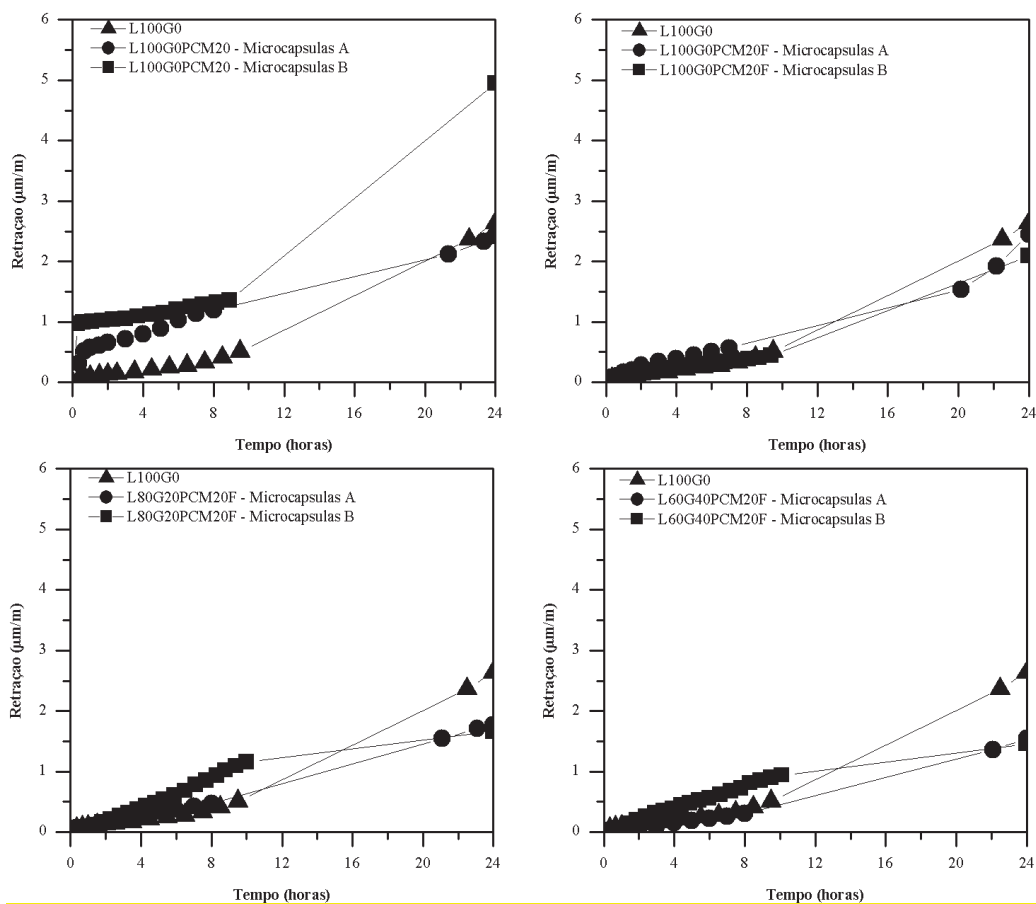 L100G0
L100G0PCM20 - Microcapsulas A
L100G0PCM20 - Microcapsulas B
6
5
4
3
2
1
0
Retraçao (µm/m)
0 4 8 12 16 20 24
Tempo (horas)
L100G0
L100G0PCM20F - Microcapsulas A
L100G0PCM20F - Microcapsulas B
6
5
4
3
2
1
0
Retraçao (µm/m)
0 4 8 12 16 20 24
Tempo (horas)
L100G0
L80G20PCM20F - Microcapsulas A
L80G20PCM20F - Microcapsulas B
6
5
4
3
2
1
0
Retraçao (µm/m)
0 4 8 12 16 20 24
Tempo (horas)
L100G0
L60G40PCM20F - Microcapsulas A
L60G40PCM20F - Microcapsulas B
6
5
4
3
2
1
0
Retraçao (µm/m)
0 4 8 12 16 20 24
Tempo (horas)